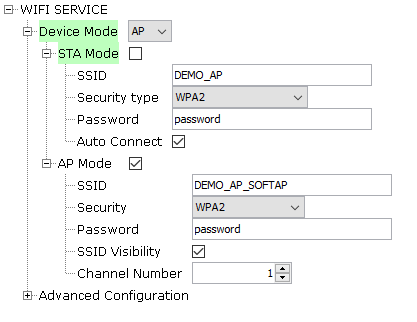 WIFI SERVICE
Device Mode AP
STA Mode
SSID DEMO_AP
Security type WPA2
Password password
Auto Connect
AP Mode
SSID DEMO_AP_SOFTAP
Security WPA2
Password password
SSID Visibility
Channel Number 1
Advanced Configuration